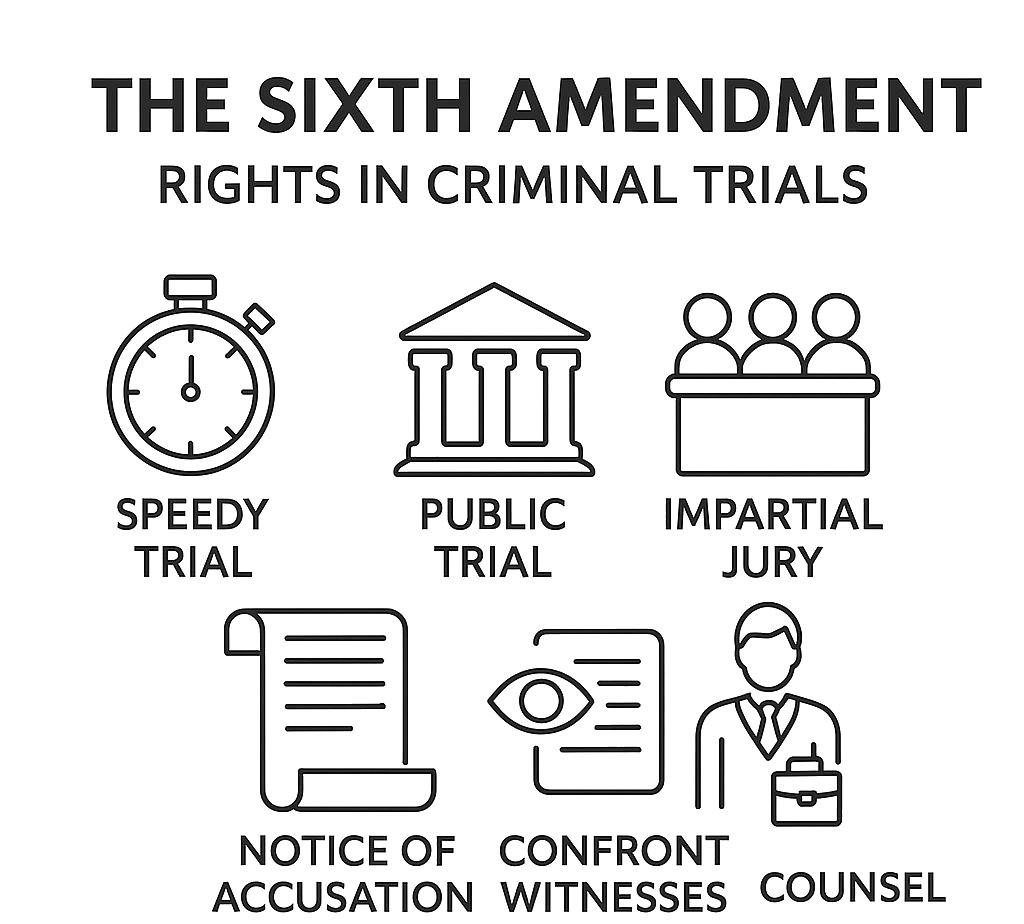 THE SIXTH AMENDMENT
RIGHTS IN CRIMINAL TRIALS
SPEEDY
TRIAL
PUBLIC
TRIAL
IMPARTIAL
JURY
NOTICE OF
ACCUSATION
CONFRONT
WITNESSES
COUNSEL